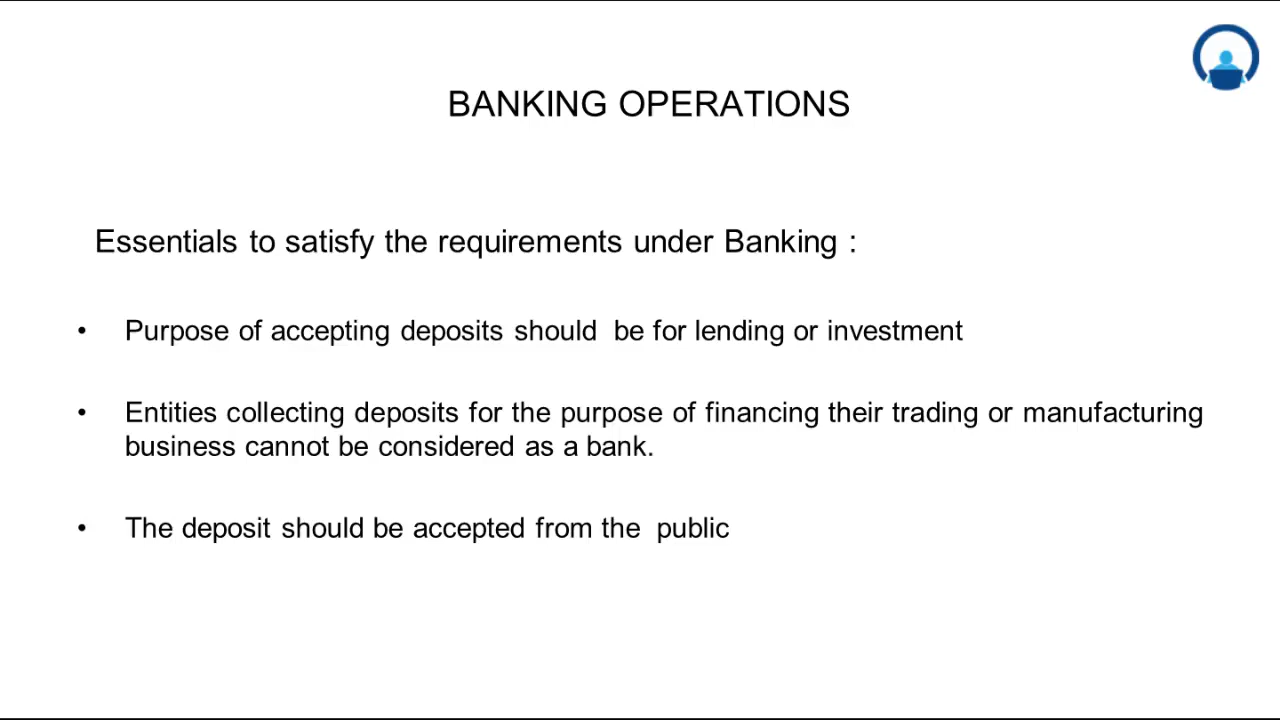 BANKING OPERATIONS
Essentials to satisfy the requirements under Banking :
• Purpose of accepting deposits should be for lending or investment
• Entities collecting deposits for the purpose of financing their trading or manufacturing
business cannot be considered as a bank.
• The deposit should be accepted from the public